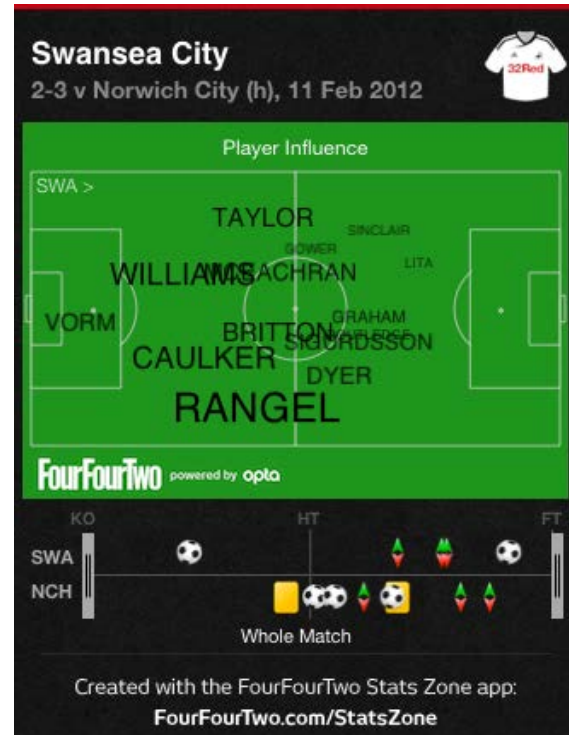 Swansea City
2-3 v Norwich City (h), 11 Feb 2012
32Red
Player Influence
SWA >
TAYLOR
SINCLAIR
GOWER
LITA
WILLIAMS
MCEACHRAN
VORM
GRAHAM
BRITTON
ROUTLEDGE
SIGURDSSON
CAULKER
DYER
RANGEL
FourFourTwo powered by opta
KO HT FT
SWA
NCH
Whole Match
Created with the FourFourTwo Stats Zone app:
FourFourTwo.com/StatsZone